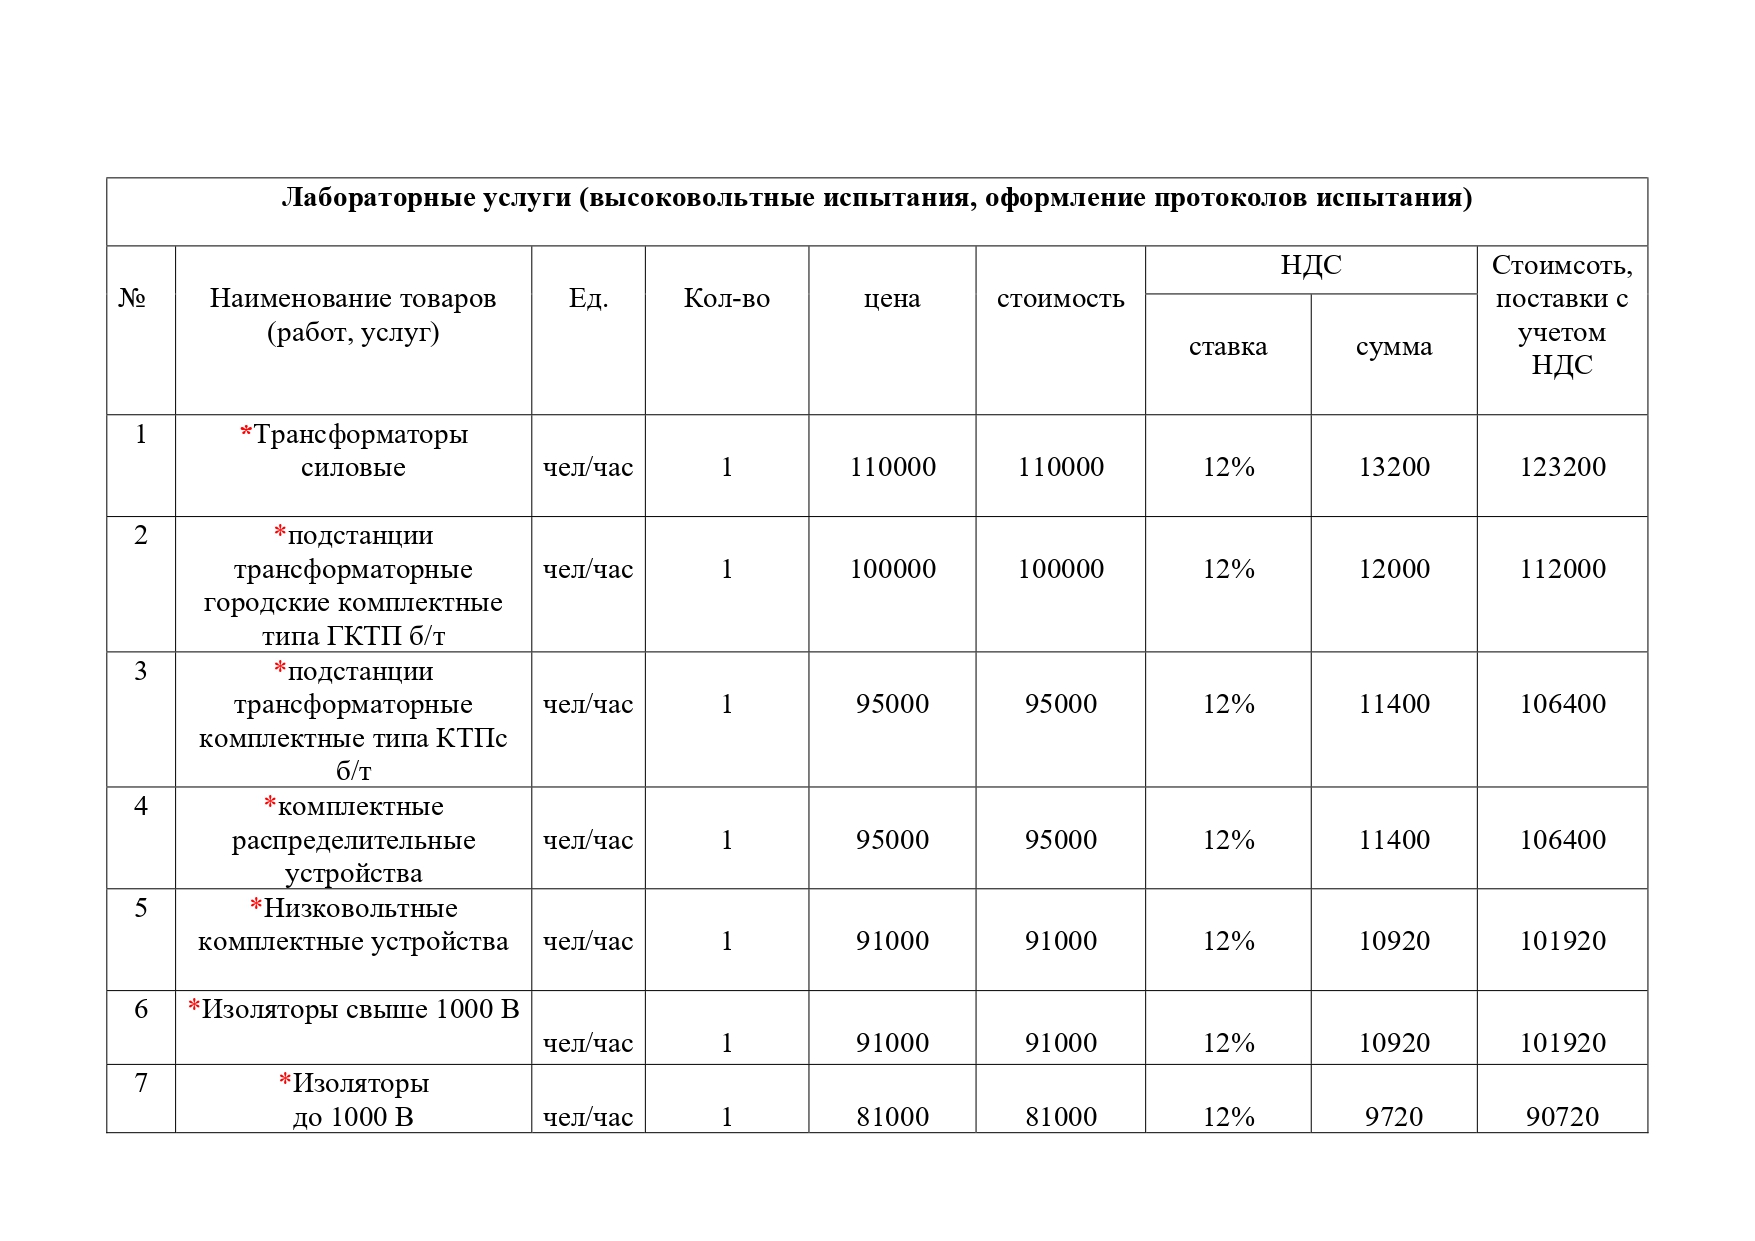 Лабораторные услуги (высоковольтные испытания, оформление протоколов испытания)
№
Наименование товаров
(работ, услуг)
Ед.
Кол-во
цена
стоимость
НДС
ставка
сумма
Стоимсоть,
поставки с
учетом
НДС
1
*Трансформаторы
силовые
чел/час
1
110000
110000
12%
13200
123200
2
*подстанции
трансформаторные
городские комплектные
типа ГКТП б/т
чел/час
1
100000
100000
12%
12000
112000
3
*подстанции
трансформаторные
комплектные типа КТПс
б/т
чел/час
1
95000
95000
12%
11400
106400
4
*комплектные
распределительные
устройства
чел/час
1
95000
95000
12%
11400
106400
5
*Низковольтные
комплектные устройства
чел/час
1
91000
91000
12%
10920
101920
6
*Изоляторы свыше 1000 В
чел/час
1
91000
91000
12%
10920
101920
7
*Изоляторы
до 1000 В
чел/час
1
81000
81000
12%
9720
90720